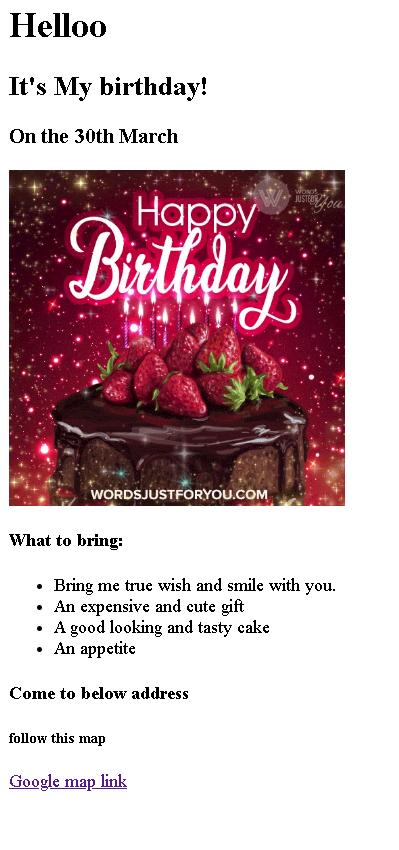 Helloo
It's My birthday!
On the 30th March
WORDS
JUSTFOR
You
Happy
Birthday
WORDSJUSTFORYOU.COM
What to bring:
Bring me true wish and smile with you.
An expensive and cute gift
A good looking and tasty cake
An appetite
Come to below address
follow this map
Google map link